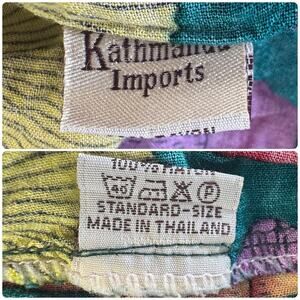 Kathmandu
Imports
100% RAYON
40 P
STANDARD-SIZE
MADE IN THAILAND